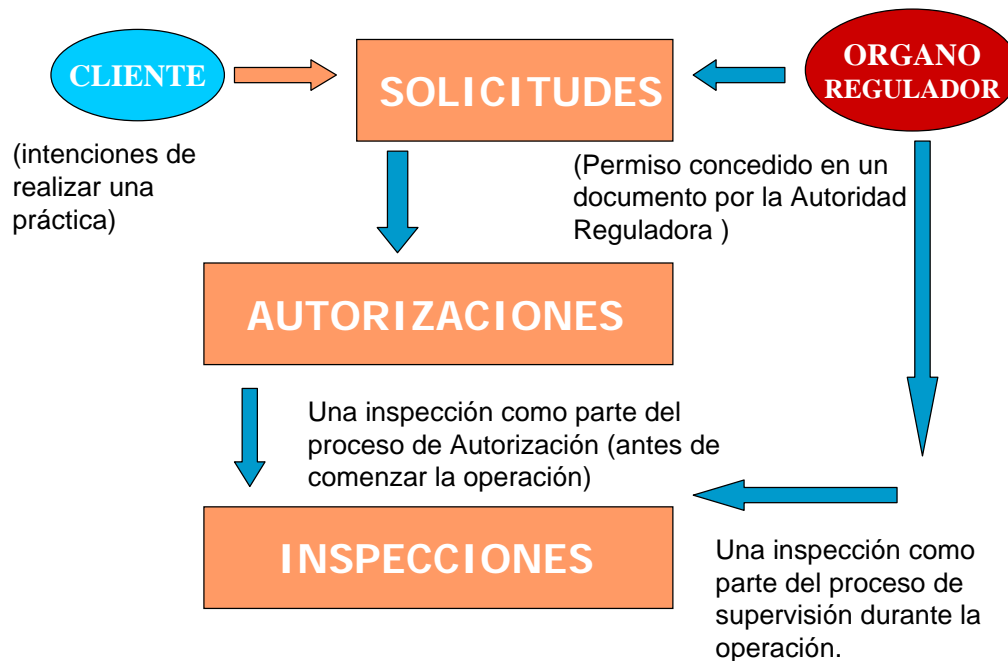 CLIENTE
SOLICITUDES
ORGANO
REGULADOR
(intenciones de
realizar una
práctica)
(Permiso concedido en un
documento por la Autoridad
Reguladora )
AUTORIZACIONES
Una inspección como parte del
proceso de Autorización (antes de
comenzar la operación)
INSPECCIONES
Una inspección como
parte del proceso de
supervisión durante la
operación.